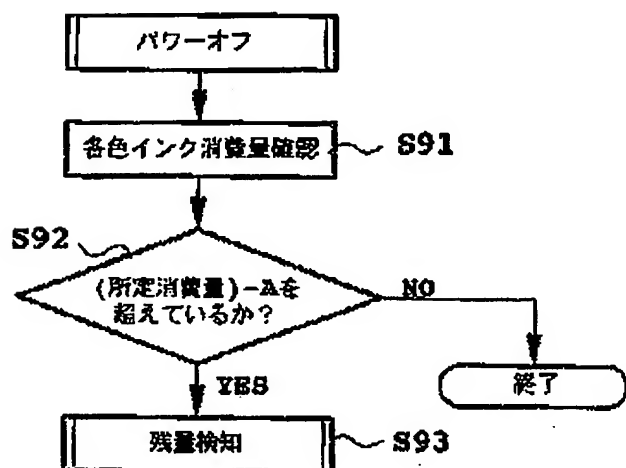 パワーオフ
各色インク消費量確認
S91
S92
(所定消費量)-Aを
超えているか?
NO
YES
終了
残量検知
S93